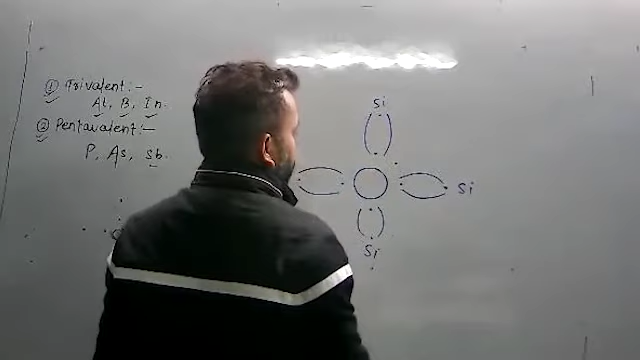 ① Trivalent:-
Al, B, In.
② Pentavalent:-
P, As, Sb.
Si
Si
Si